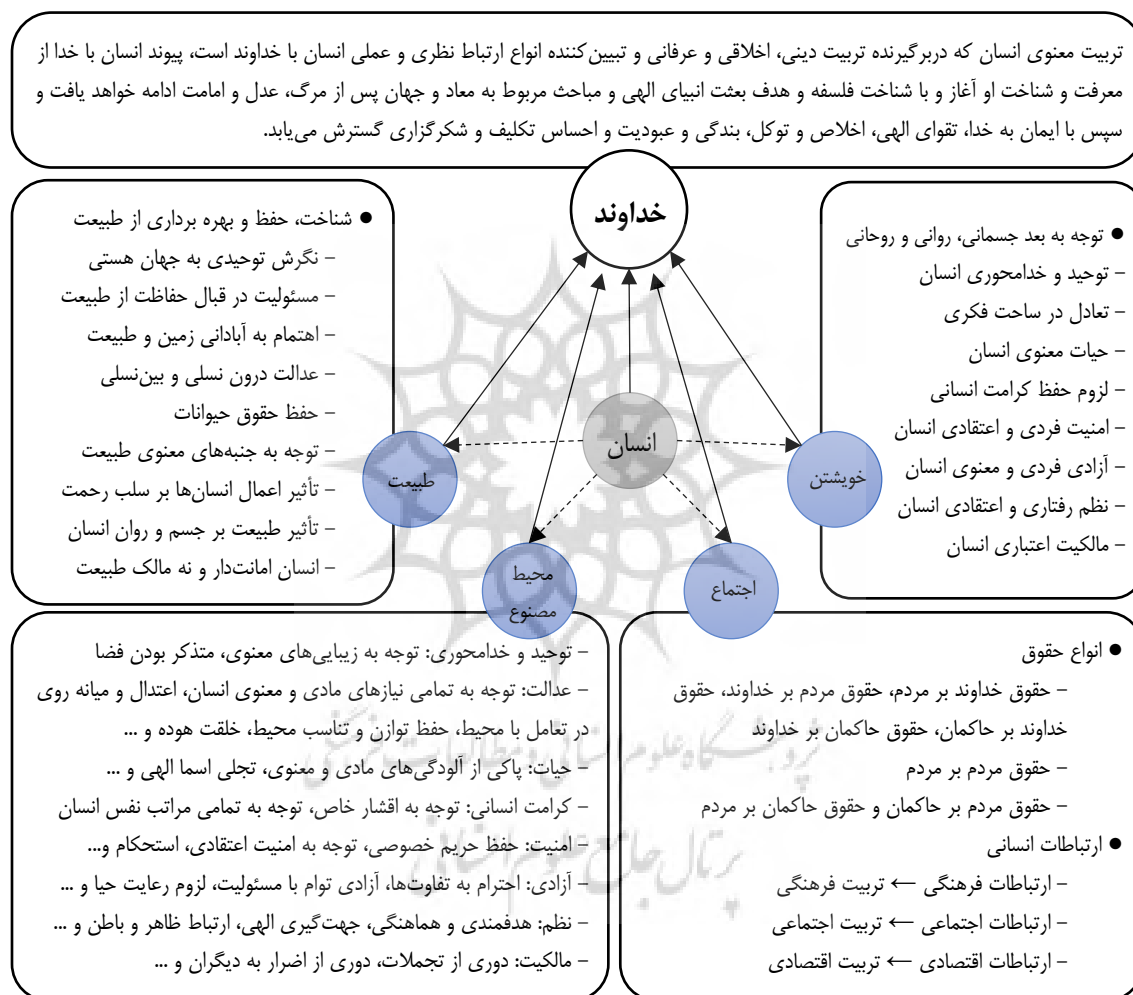 تربیت معنوی انسان که دربرگیرنده تربیت دینی، اخلاقی و عرفانی و تبیین‌کننده انواع ارتباط نظری و عملی انسان با خداوند است، پیوند انسان با خدا از
معرفت و شناخت او آغاز و با شناخت فلسفه و هدف بعثت انبیای الهی و مباحث مربوط به معاد و جهان پس از مرگ، عدل و امامت ادامه خواهد یافت و
سپس با ایمان به خدا، تقوای الهی، اخلاص و توکل، بندگی و عبودیت و احساس تکلیف و شکرگزاری گسترش می‌یابد.
خداوند
● توجه به بعد جسمانی، روانی و روحانی
- توحید و خدامحوری انسان
- تعادل در ساحت فکری
- حیات معنوی انسان
- لزوم حفظ کرامت انسانی
- امنیت فردی و اعتقادی انسان
- آزادی فردی و معنوی انسان
- نظم رفتاری و اعتقادی انسان
- مالکیت اعتباری انسان
● شناخت، حفظ و بهره برداری از طبیعت
- نگرش توحیدی به جهان هستی
- مسئولیت در قبال حفاظت از طبیعت
- اهتمام به آبادانی زمین و طبیعت
- عدالت درون نسلی و بین‌نسلی
- حفظ حقوق حیوانات
- توجه به جنبه‌های معنوی طبیعت
- تأثیر اعمال انسان‌ها بر سلب رحمت
- تأثیر طبیعت بر جسم و روان انسان
- انسان امانت‌دار و نه مالک طبیعت
انسان
خویشتن
طبیعت
اجتماع
محیط
مصنوع
● انواع حقوق
- حقوق خداوند بر مردم، حقوق مردم بر خداوند، حقوق
خداوند بر حاکمان، حقوق حاکمان بر خداوند
- حقوق مردم بر مردم
- حقوق مردم بر حاکمان و حقوق حاکمان بر مردم
● ارتباطات انسانی
- ارتباطات فرهنگی ← تربیت فرهنگی
- ارتباطات اجتماعی ← تربیت اجتماعی
- ارتباطات اقتصادی ← تربیت اقتصادی
- توحید و خدامحوری: توجه به زیبایی‌های معنوی، متذکر بودن فضا
- عدالت: توجه به تمامی نیازهای مادی و معنوی انسان، اعتدال و میانه روی
در تعامل با محیط، حفظ توازن و تناسب محیط، خلقت هوده و ...
- حیات: پاکی از آلودگی‌های مادی و معنوی، تجلی اسما الهی و ...
- کرامت انسانی: توجه به اقشار خاص، توجه به تمامی مراتب نفس انسان
- امنیت: حفظ حریم خصوصی، توجه به امنیت اعتقادی، استحکام و...
- آزادی: احترام به تفاوت‌ها، آزادی توام با مسئولیت، لزوم رعایت حیا و ...
- نظم: هدفمندی و هماهنگی، جهت‌گیری الهی، ارتباط ظاهر و باطن و ...
- مالکیت: دوری از تجملات، دوری از اضرار به دیگران و ...
پژوهشگاه علوم انسانی و مطالعات فرهنگی
پرتال جامع علوم انسانی